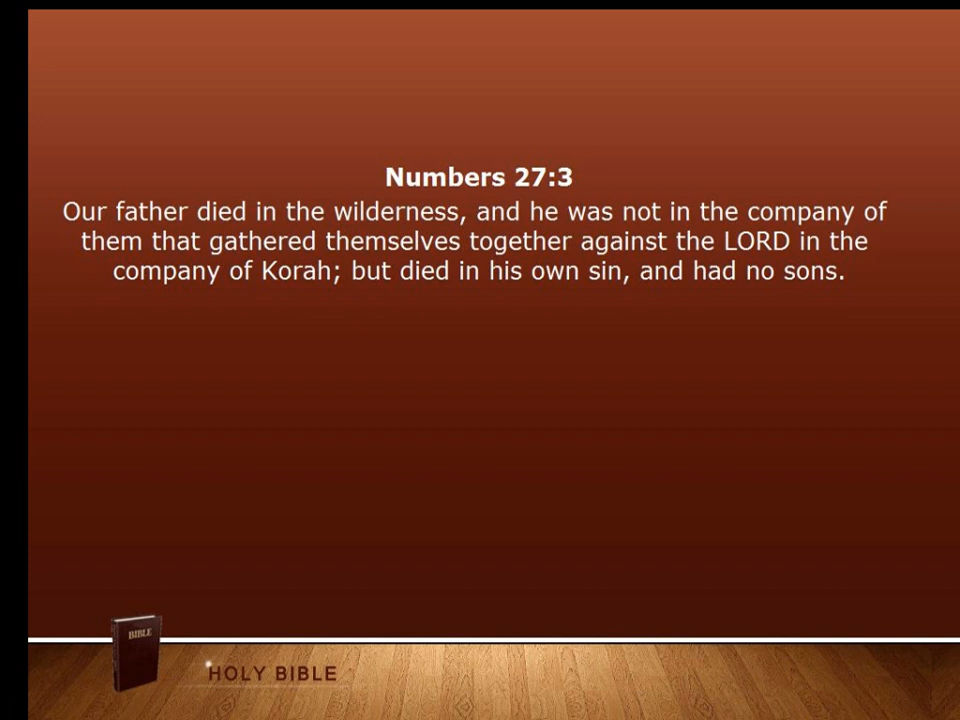 Numbers 27:3
Our father died in the wilderness, and he was not in the company of
them that gathered themselves together against the LORD in the
company of Korah; but died in his own sin, and had no sons.
BIBLE
HOLY BIBLE